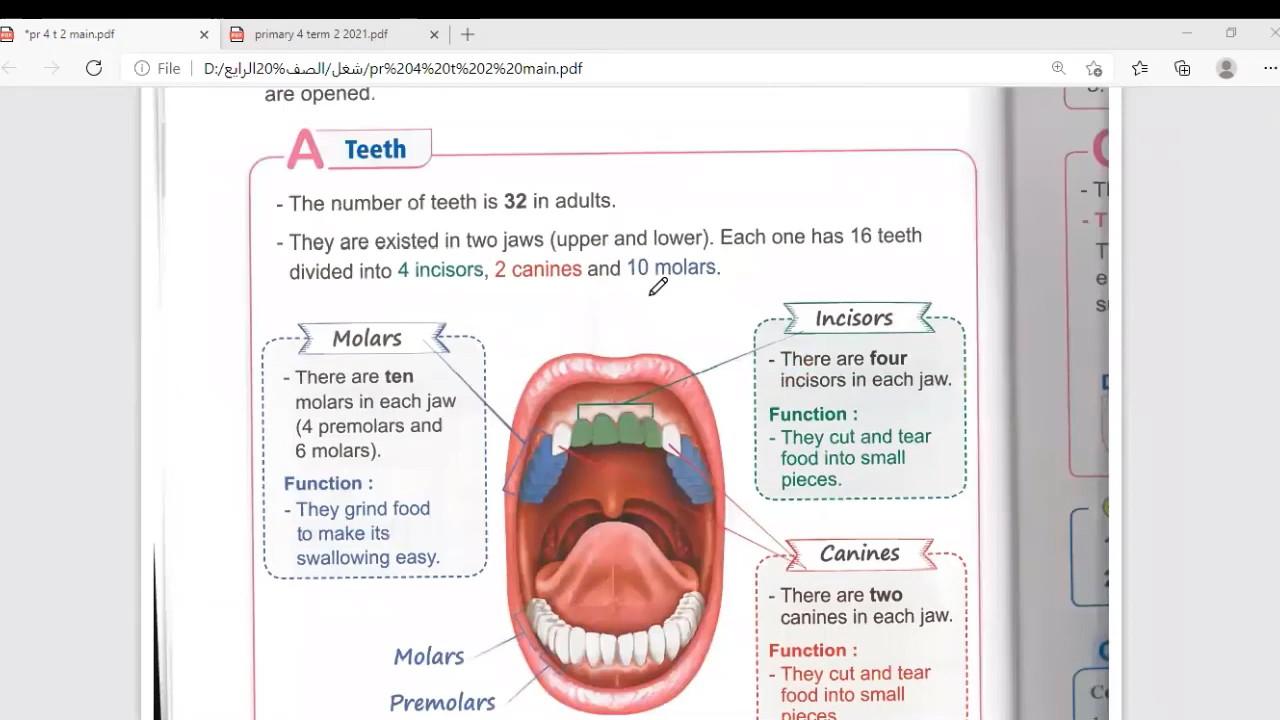 *pr 4 t 2 main.pdf
primary 4 term 2 2021.pdf
File
D:/شغل/الصف%20الرابع/pr%204%20t%202%20main.pdf
are opened.
A Teeth
- The number of teeth is 32 in adults.
- They are existed in two jaws (upper and lower). Each one has 16 teeth
divided into 4 incisors, 2 canines and 10 molars.
Molars
- There are ten
molars in each jaw
(4 premolars and
6 molars).
Function :
- They grind food
to make its
swallowing easy.
Incisors
- There are four
incisors in each jaw.
Function :
- They cut and tear
food into small
pieces.
Canines
- There are two
canines in each jaw.
Function :
- They cut and tear
food into small
pieces.
Molars
Premolars